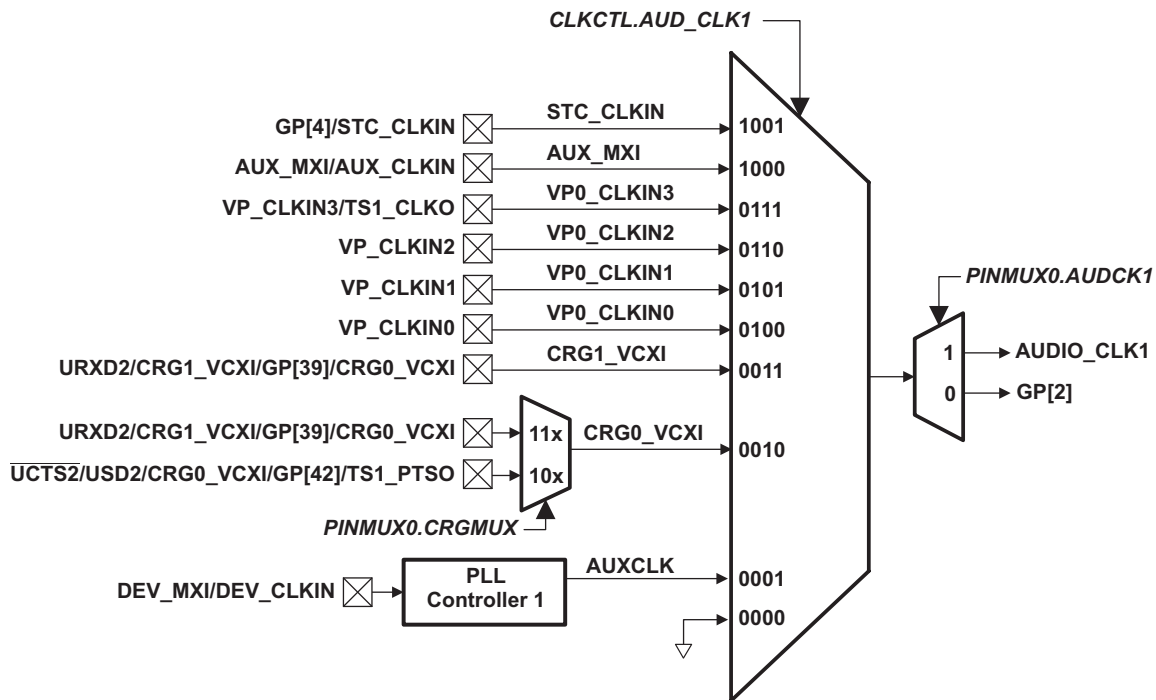 CLKCTL.AUD_CLK1
GP[4]/STC_CLKIN
STC_CLKIN
1001
AUX_MXI/AUX_CLKIN
AUX_MXI
1000
VP_CLKIN3/TS1_CLKO
VP0_CLKIN3
0111
VP_CLKIN2
VP0_CLKIN2
0110
VP_CLKIN1
VP0_CLKIN1
0101
VP_CLKIN0
VP0_CLKIN0
0100
URXD2/CRG1_VCXI/GP[39]/CRG0_VCXI
CRG1_VCXI
0011
PINMUX0.AUDCK1
1
AUDIO_CLK1
0
GP[2]
URXD2/CRG1_VCXI/GP[39]/CRG0_VCXI
11x
CRG0_VCXI
0010
UCTS2/USD2/CRG0_VCXI/GP[42]/TS1_PTSO
10x
PINMUX0.CRGMUX
DEV_MXI/DEV_CLKIN
PLL
Controller 1
AUXCLK
0001
0000